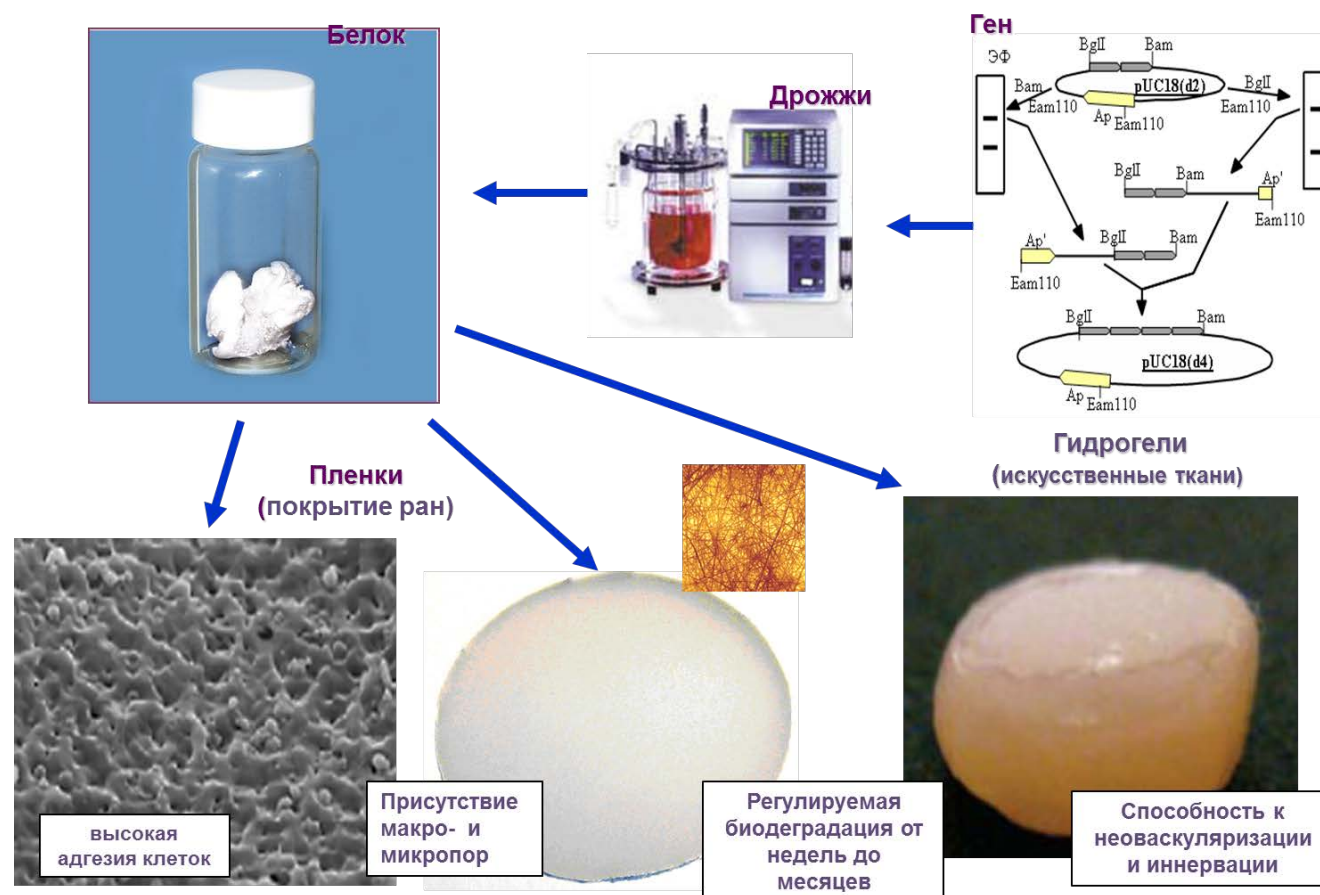 Белок
Дрожжи
Ген
ЭФ
BglI
Bam
Bam
BglI
pUC18(d2)
Eam110
Eam110
Ap
Eam110
BglI
Bam
Ap'
Eam110
Ap'
BglI
Bam
Eam110
BglI
Bam
pUC18(d4)
Ap
Eam110
Пленки
(покрытие ран)
Гидрогели
(искусственные ткани)
высокая
адгезия клеток
Присутствие
макро- и
микропор
Регулируемая
биодеградация от
недель до
месяцев
Способность к
неоваскуляризации
и иннервации